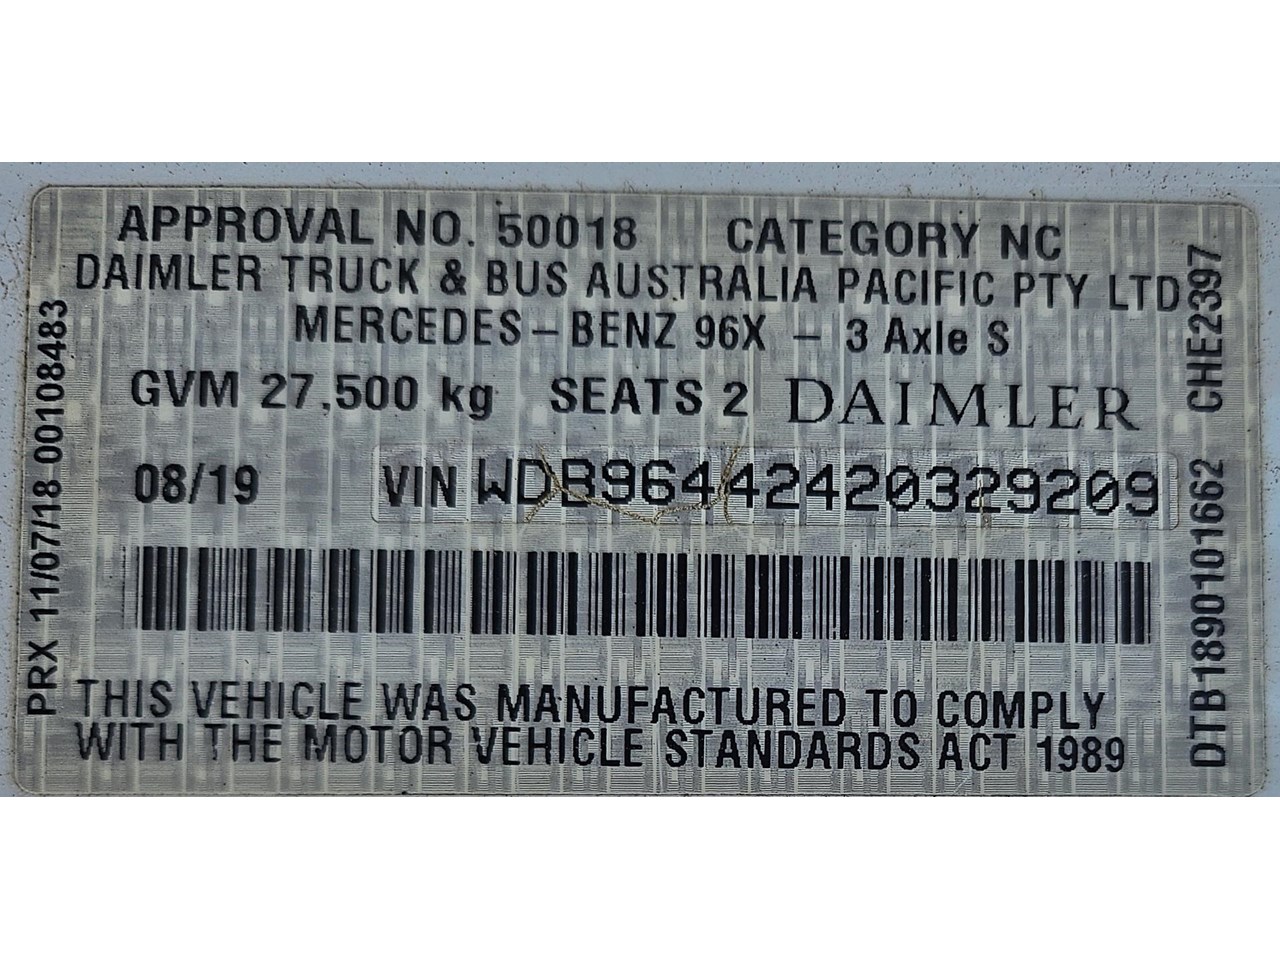 APPROVAL NO. 50018 CATEGORY NC
DAIMLER TRUCK & BUS AUSTRALIA PACIFIC PTY LTD
MERCEDES-BENZ 96X - 3 Axle S
GVM 27,500 kg SEATS 2 DAIMLER
08/19 VIN WDB96442420329209
THIS VEHICLE WAS MANUFACTURED TO COMPLY
WITH THE MOTOR VEHICLE STANDARDS ACT 1989
PRX 11/07/18 00108483
DTB1890101662 CHE2397